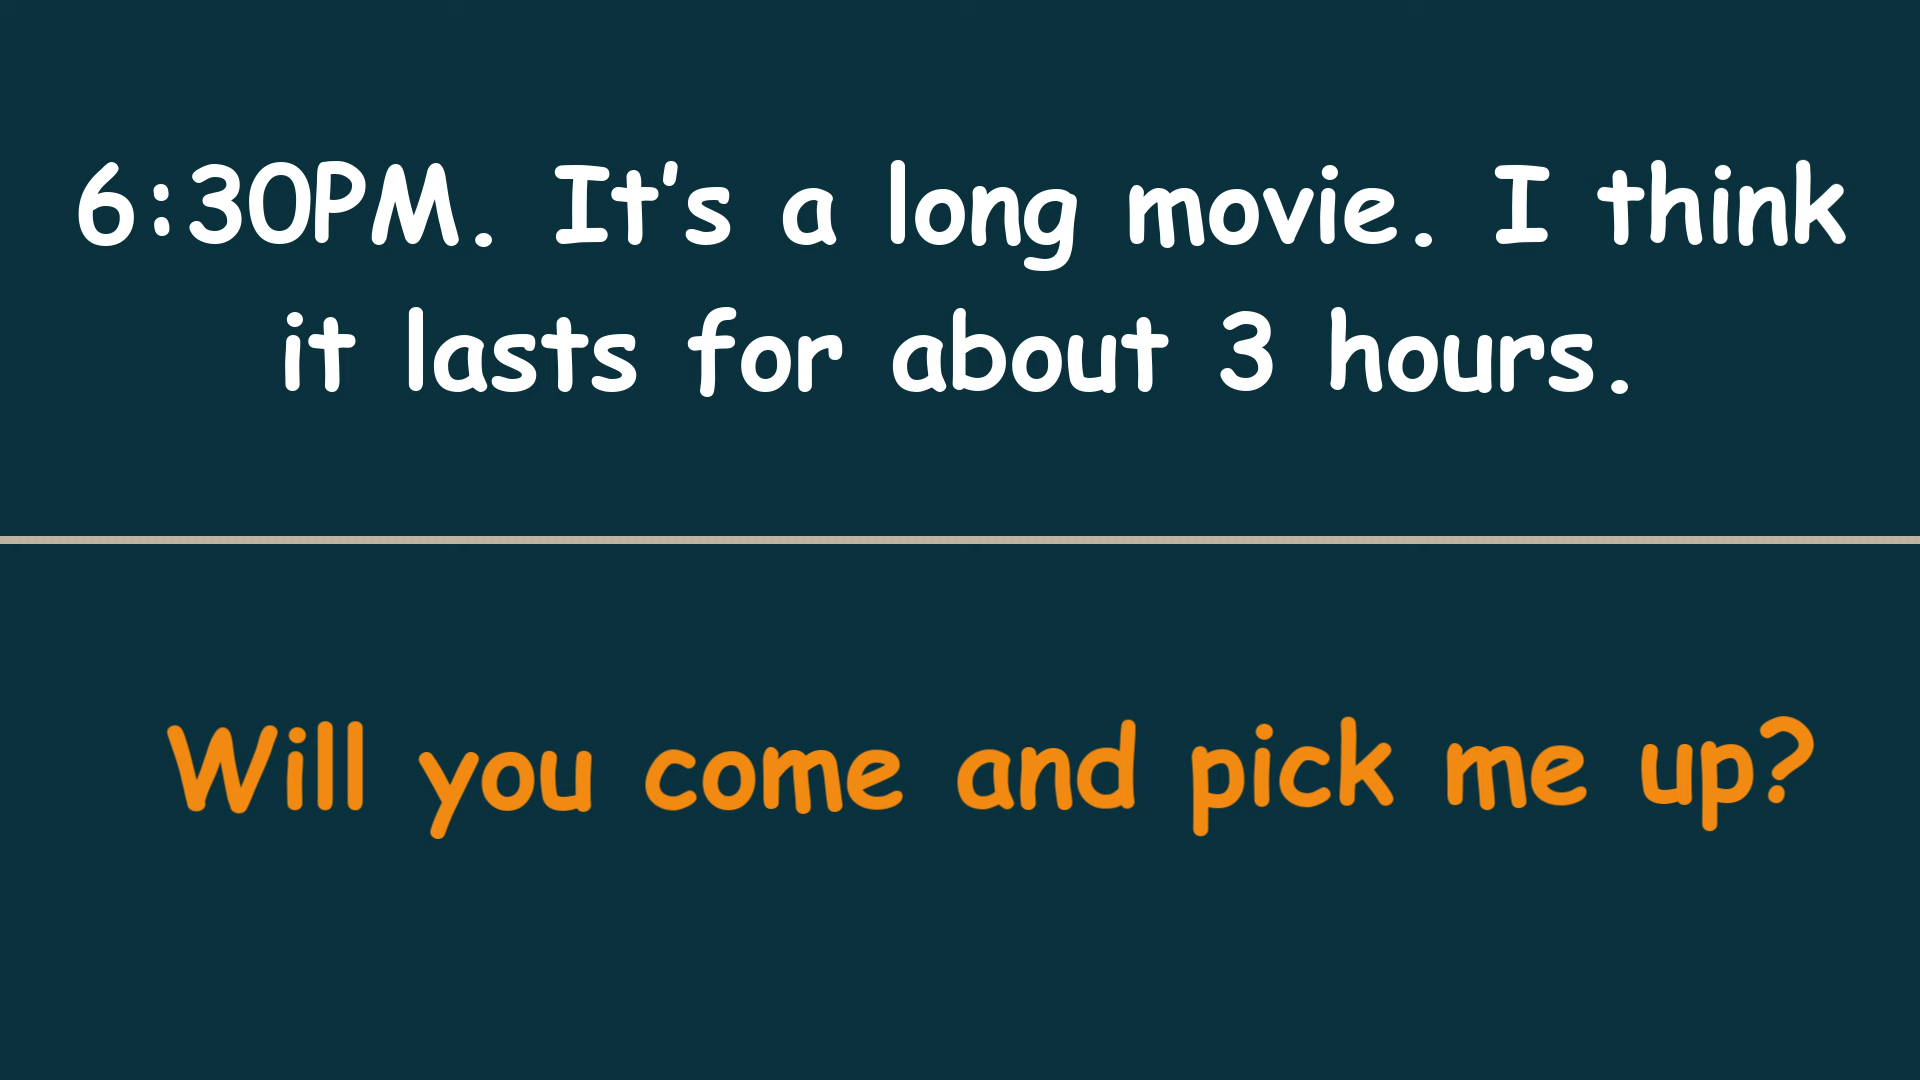 6:30PM. It's a long movie. I think
it lasts for about 3 hours.
Will you come and pick me up?